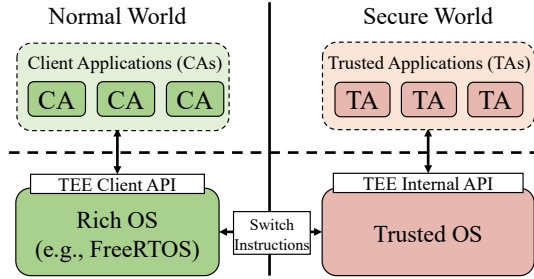 Normal World
Secure World
Client Applications (CAs)
CA CA CA
Trusted Applications (TAs)
TA TA TA
TEE Client API
Rich OS
(e.g., FreeRTOS)
Switch
Instructions
TEE Internal API
Trusted OS